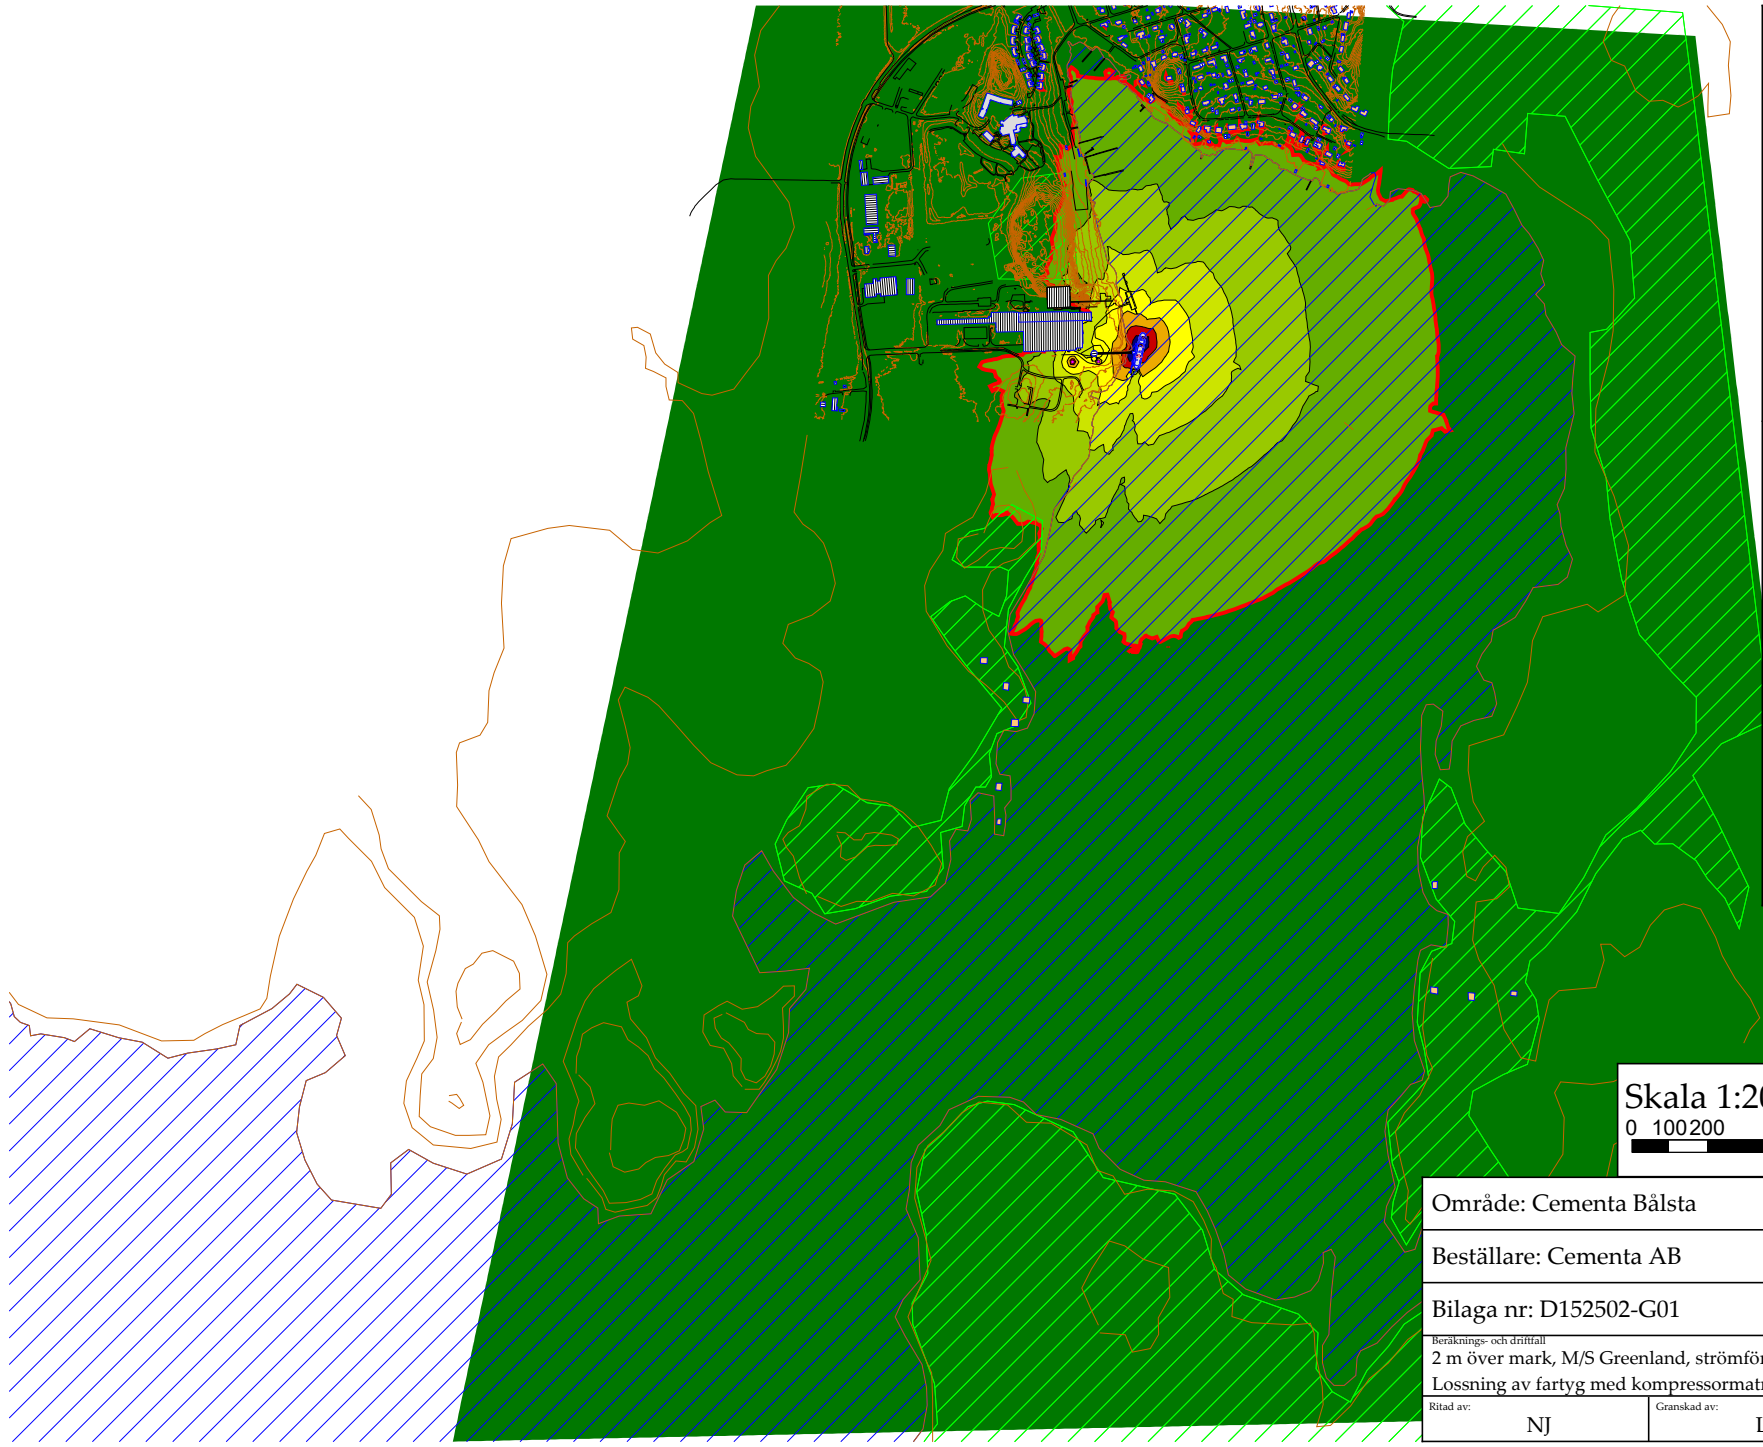 Skala 1:20
0 100 200
Område: Cementa Bålsta
Beställare: Cementa AB
Bilaga nr: D152502-G01
Beräknings- och driftfall
2 m över mark, M/S Greenland, strömför
Lossning av fartyg med kompressormat
Ritad av:
Granskad av:
NJ